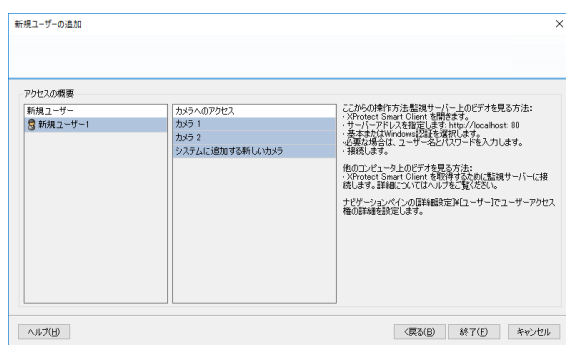 新規ユーザーの追加
アクセスの概要
新規ユーザー
新規ユーザー1
カメラへのアクセス
カメラ 1
カメラ 2
システムに追加する新しいカメラ
ここからの操作方法:監視サーバー上のビデオを見る方法:
・XProtect Smart Client を開きます。
・サーバーアドレスを指定します: http://localhost: 80
・基本またはWindows認証を選択します。
・必要な場合は、ユーザー名とパスワードを入力します。
・接続します。
他のコンピュータ上のビデオを見る方法:
・XProtect Smart Client を取得するために監視サーバーに接
続します。詳細についてはヘルプをご覧ください。
ナビゲーションペインの[詳細設定]¥[ユーザー]でユーザーアクセス
権の詳細を設定します。
ヘルプ(H)
<戻る(B)
終了(F)
キャンセル